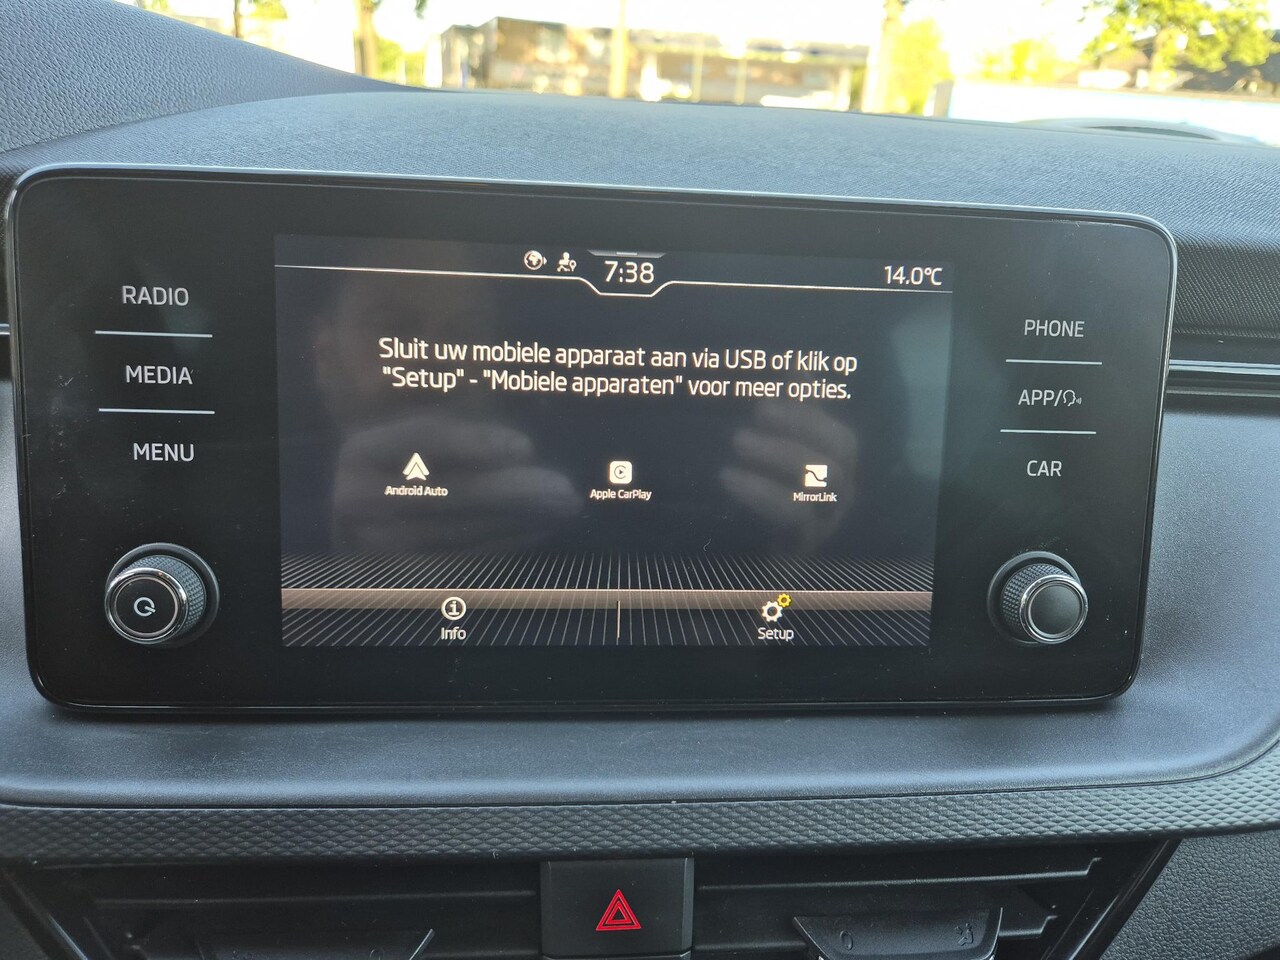 7:38
14.0°C
RADIO
MEDIA
MENU
Sluit uw mobiele apparaat aan via USB of klik op
"Setup" - "Mobiele apparaten" voor meer opties.
Android Auto
Apple CarPlay
MirrorLink
Info
Setup
PHONE
APP/
CAR